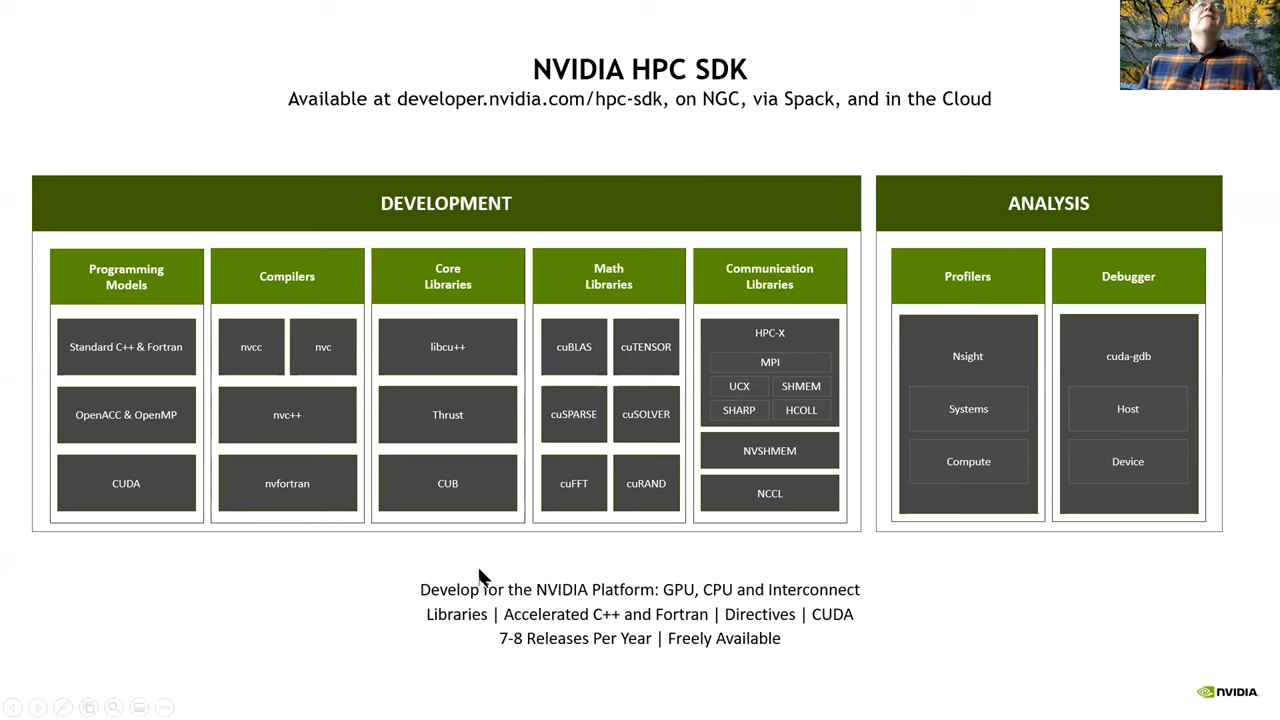 NVIDIA HPC SDK
Available at developer.nvidia.com/hpc-sdk, on NGC, via Spack, and in the Cloud
DEVELOPMENT
Programming
Models
Standard C++ & Fortran
OpenACC & OpenMP
CUDA
Compilers
nvcc
nvc
nvc++
nvfortran
Core
Libraries
libcu++
Thrust
CUB
Math
Libraries
cuBLAS
cuTENSOR
cuSPARSE
cuSOLVER
cuFFT
cuRAND
Communication
Libraries
HPC-X
MPI
UCX
SHMEM
SHARP
HCOLL
NVSHMEM
NCCL
ANALYSIS
Profilers
Nsight
Systems
Compute
Debugger
cuda-gdb
Host
Device
Develop for the NVIDIA Platform: GPU, CPU and Interconnect
Libraries | Accelerated C++ and Fortran | Directives | CUDA
7-8 Releases Per Year | Freely Available
NVIDIA.